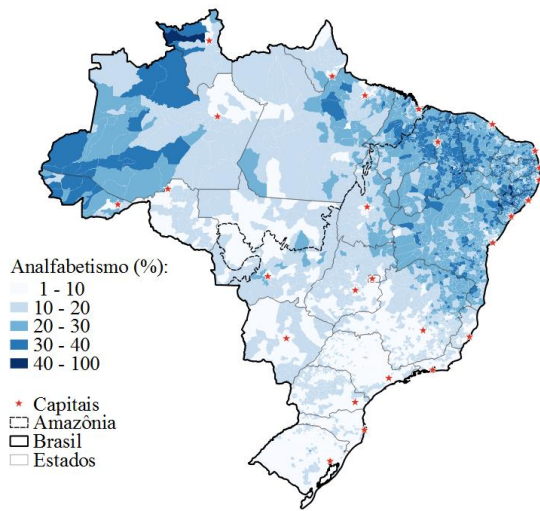 Analfabetismo (%):
1 - 10
10 - 20
20 - 30
30 - 40
40 - 100
Capitais
Amazônia
Brasil
Estados